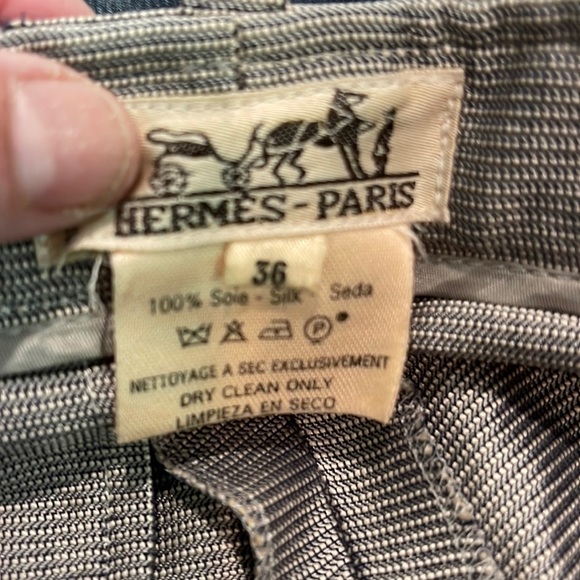 HERMÈS-PARIS
36
100% Soie - Silk - Seda
P
NETTOYAGE A SEC EXCLUSIVEMENT
DRY CLEAN ONLY
LIMPIEZA EN SECO